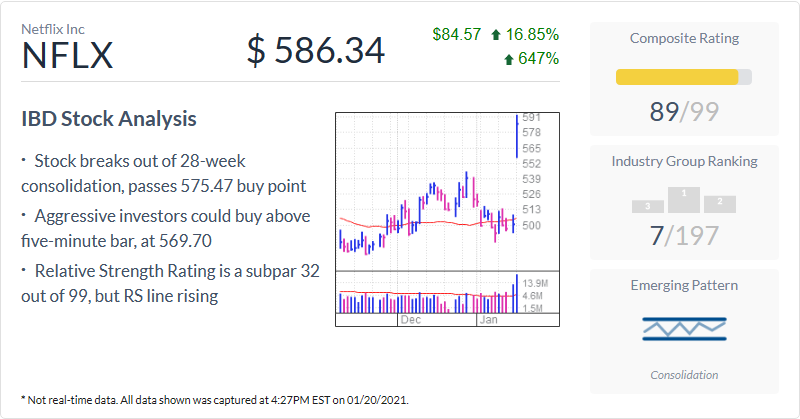 Netflix Inc
NFLX
$ 586.34
$84.57 16.85%
647%
IBD Stock Analysis
· Stock breaks out of 28-week
consolidation, passes 575.47 buy point
· Aggressive investors could buy above
five-minute bar, at 569.70
· Relative Strength Rating is a subpar 32
out of 99, but RS line rising
591
578
565
552
539
526
513
500
13.9M
4.6M
1.5M
Dec Jan
Composite Rating
89/99
Industry Group Ranking
3 1 2
7/197
Emerging Pattern
Consolidation
* Not real-time data. All data shown was captured at 4:27PM EST on 01/20/2021.